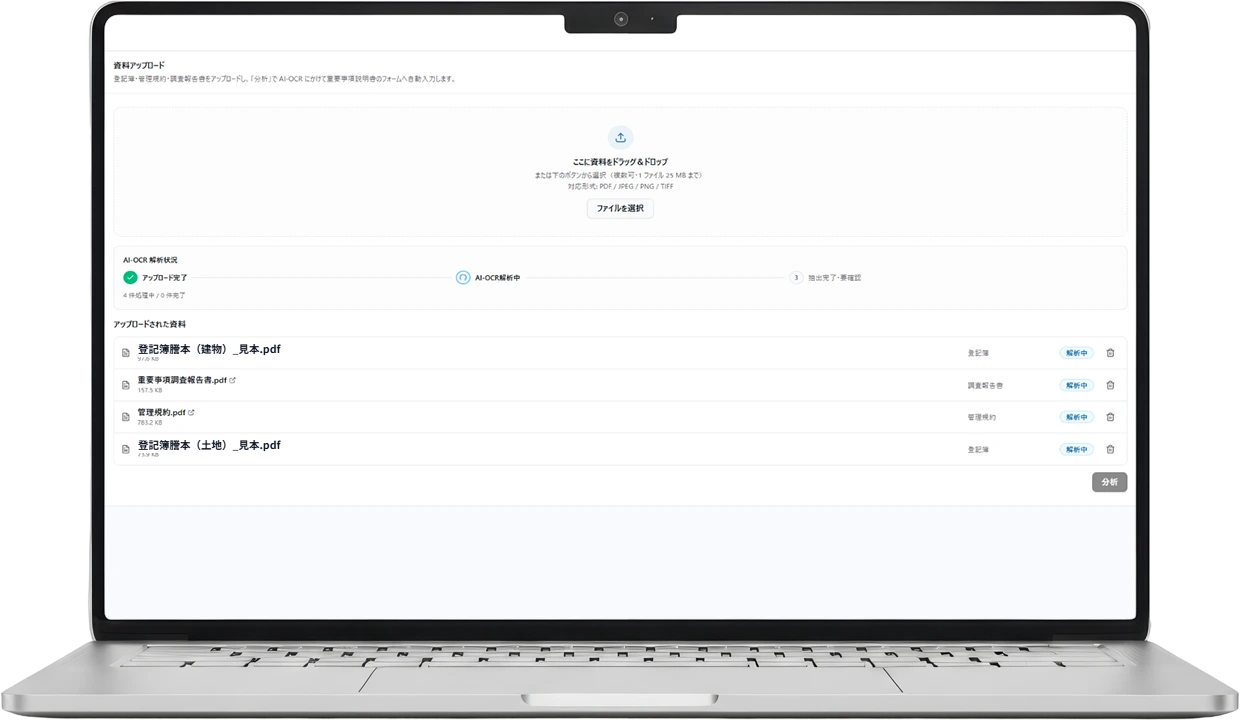 資料アップロード
登記簿・管理規約・調査報告書をアップロードし、「分析」で AI-OCR にかけて重要事項説明書のフォームへ自動入力します。
ここに資料をドラッグ&ドロップ
または下のボタンから選択（複数可・1 ファイル 25 MB まで）
対応形式: PDF / JPEG / PNG / TIFF
ファイルを選択
AI-OCR 解析状況
アップロード完了
AI-OCR解析中
3 抽出完了・要確認
4 件処理中 / 0 件完了
アップロードされた資料
登記簿謄本（建物）_見本.pdf 登記簿 解析中
97.6 KB
重要事項調査報告書.pdf 調査報告書 解析中
157.5 KB
管理規約.pdf 管理規約 解析中
783.2 KB
登記簿謄本（土地）_見本.pdf 登記簿 解析中
73.9 KB
分析